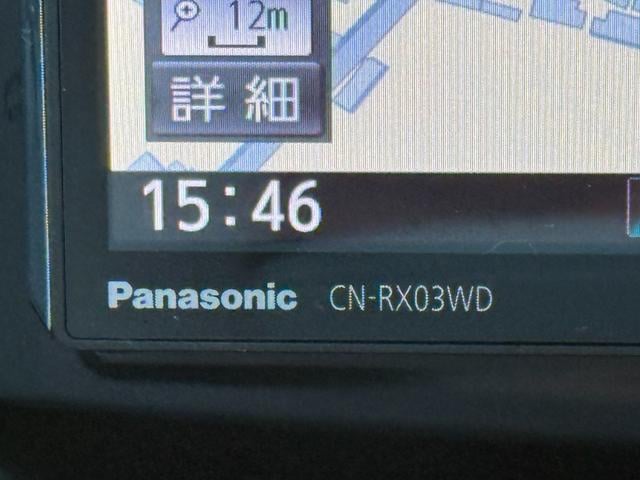 12m
詳細
15:46
Panasonic CN-RX03WD